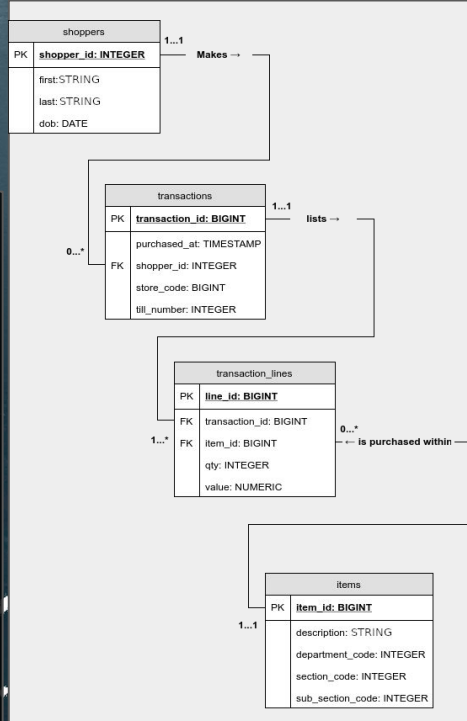 shoppers
1...1
PK shopper_id: INTEGER
Makes →
first:STRING
last: STRING
dob: DATE
transactions
1...1
PK transaction_id: BIGINT
lists →
purchased_at: TIMESTAMP
0...*
FK shopper_id: INTEGER
store_code: BIGINT
till_number: INTEGER
transaction_lines
PK line_id: BIGINT
FK transaction_id: BIGINT
0...*
1...*
FK item_id: BIGINT
← is purchased within
qty: INTEGER
value: NUMERIC
items
PK item_id: BIGINT
1...1
description: STRING
department_code: INTEGER
section_code: INTEGER
sub_section_code: INTEGER